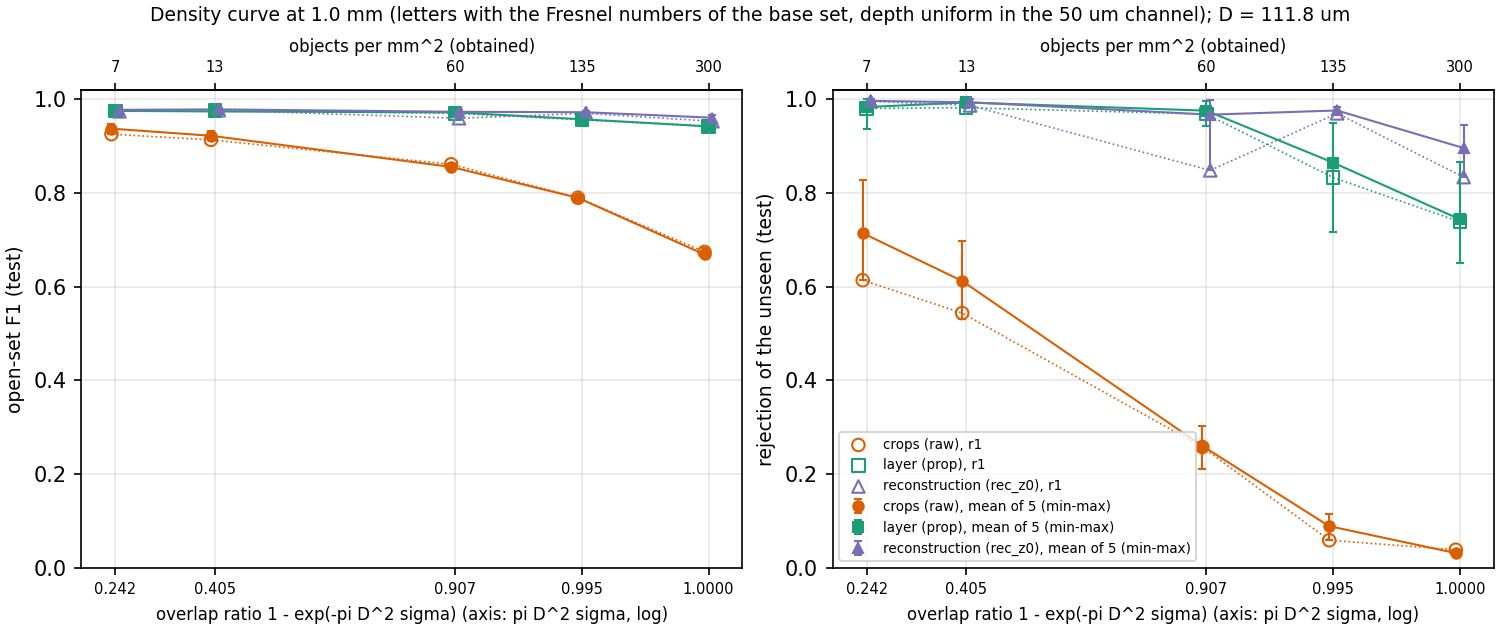 Density curve at 1.0 mm (letters with the Fresnel numbers of the base set, depth uniform in the 50 um channel); D = 111.8 um
objects per mm^2 (obtained)
7 13 60 135 300
open-set F1 (test)
1.0
0.8
0.6
0.4
0.2
0.0
0.242 0.405 0.907 0.995 1.0000
overlap ratio 1 - exp(-pi D^2 sigma) (axis: pi D^2 sigma, log)
objects per mm^2 (obtained)
7 13 60 135 300
rejection of the unseen (test)
1.0
0.8
0.6
0.4
0.2
0.0
crops (raw), r1
layer (prop), r1
reconstruction (rec_z0), r1
crops (raw), mean of 5 (min-max)
layer (prop), mean of 5 (min-max)
reconstruction (rec_z0), mean of 5 (min-max)
0.242 0.405 0.907 0.995 1.0000
overlap ratio 1 - exp(-pi D^2 sigma) (axis: pi D^2 sigma, log)